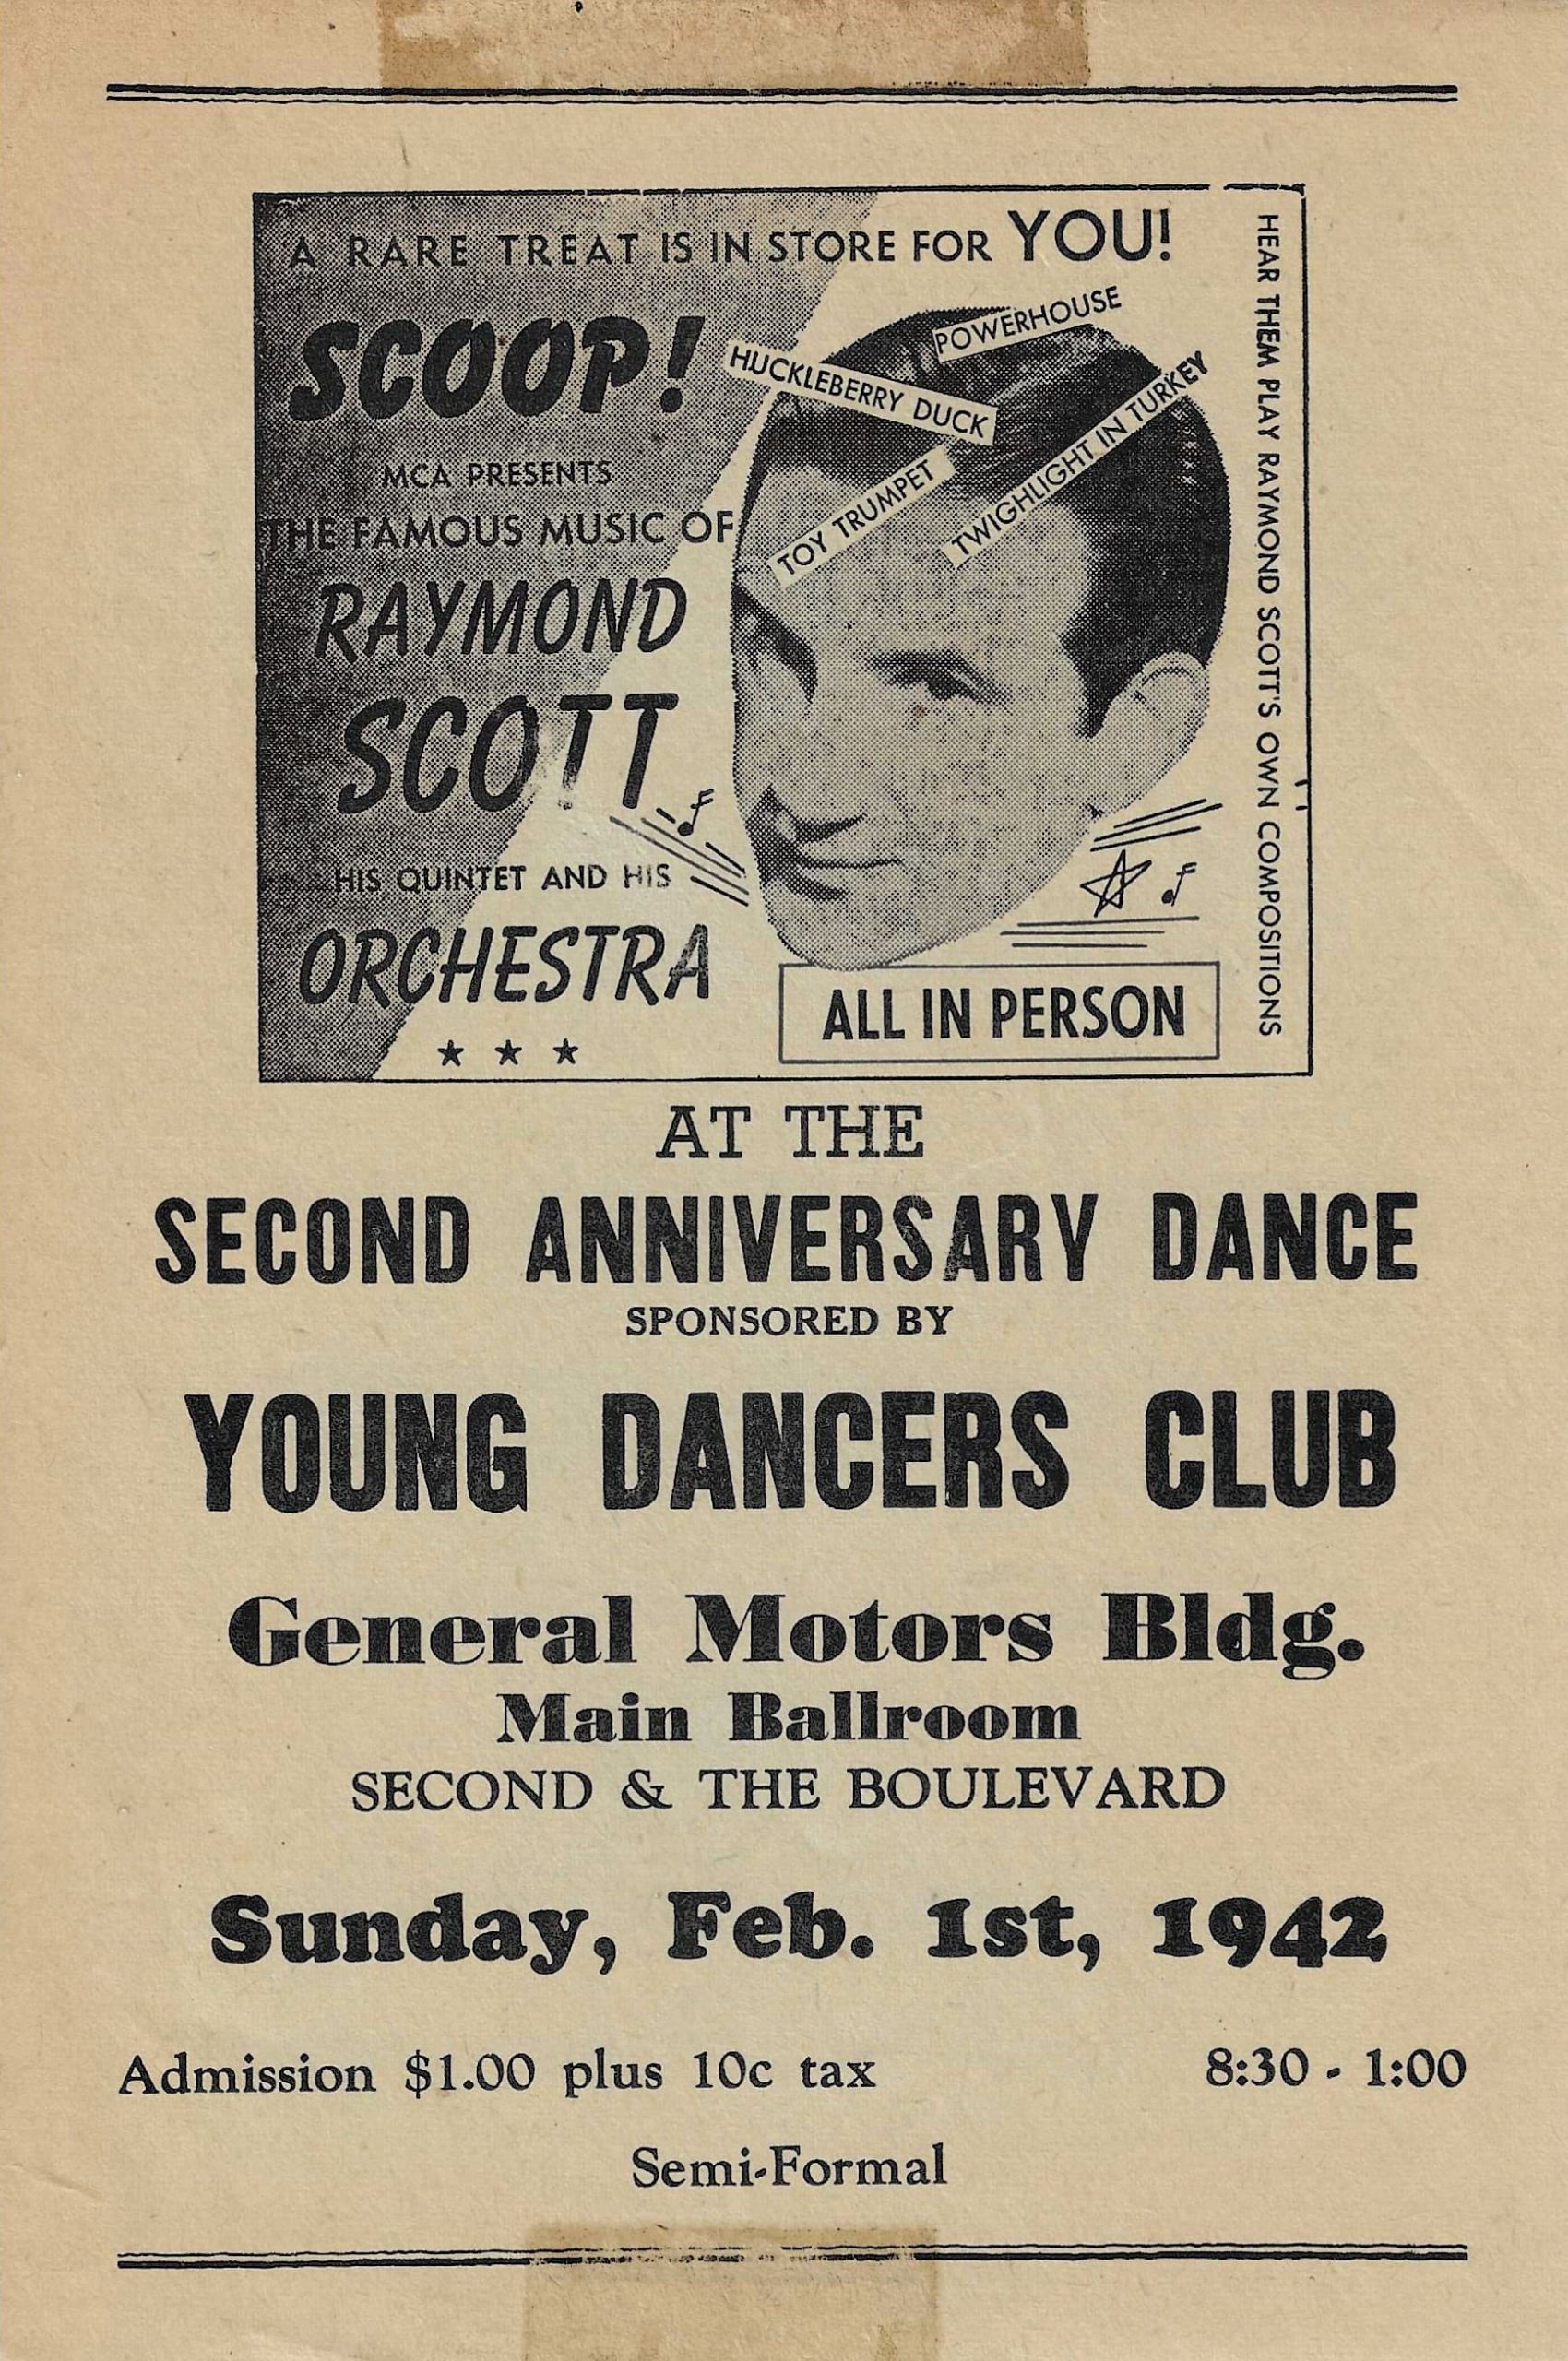 A RARE TREAT IS IN STORE FOR YOU!
SCOOP!
MCA PRESENTS
THE FAMOUS MUSIC OF
RAYMOND
SCOTT
HIS QUINTET AND HIS
ORCHESTRA
POWERHOUSE
HUCKLEBERRY DUCK
TOY TRUMPET
TWIGHLIGHT IN TURKEY
HEAR THEM PLAY RAYMOND SCOTT'S OWN COMPOSITIONS
ALL IN PERSON
AT THE
SECOND ANNIVERSARY DANCE
SPONSORED BY
YOUNG DANCERS CLUB
General Motors Bldg.
Main Ballroom
SECOND & THE BOULEVARD
Sunday, Feb. 1st, 1942
Admission $1.00 plus 10c tax 8:30 - 1:00
Semi-Formal